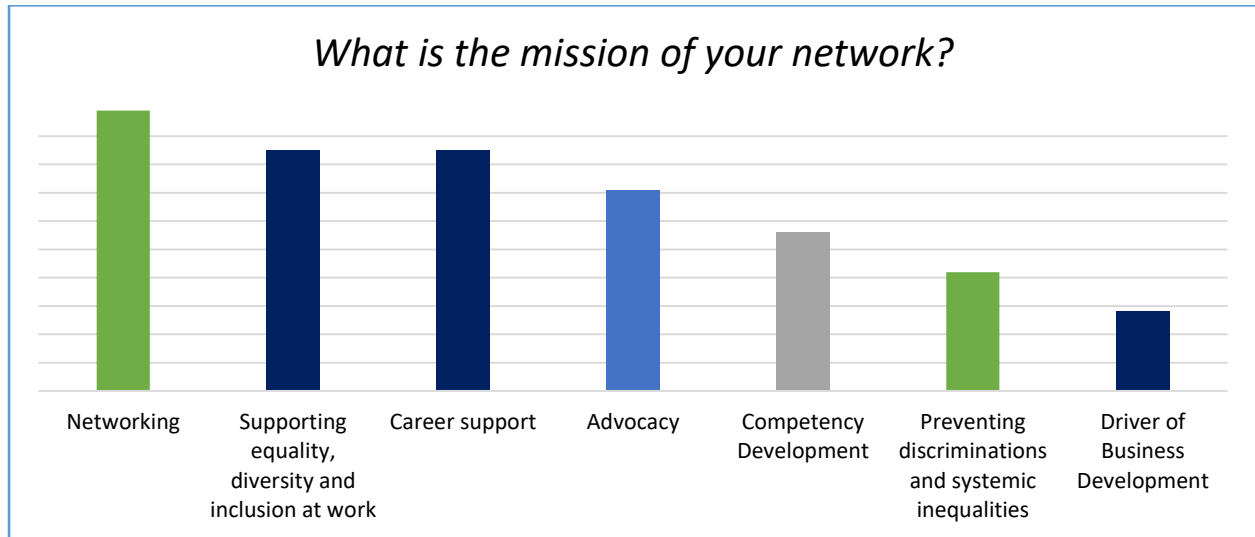 What is the mission of your network?
Networking
Supporting
equality,
diversity and
inclusion at work
Career support
Advocacy
Competency
Development
Preventing
discriminations
and systemic
inequalities
Driver of
Business
Development